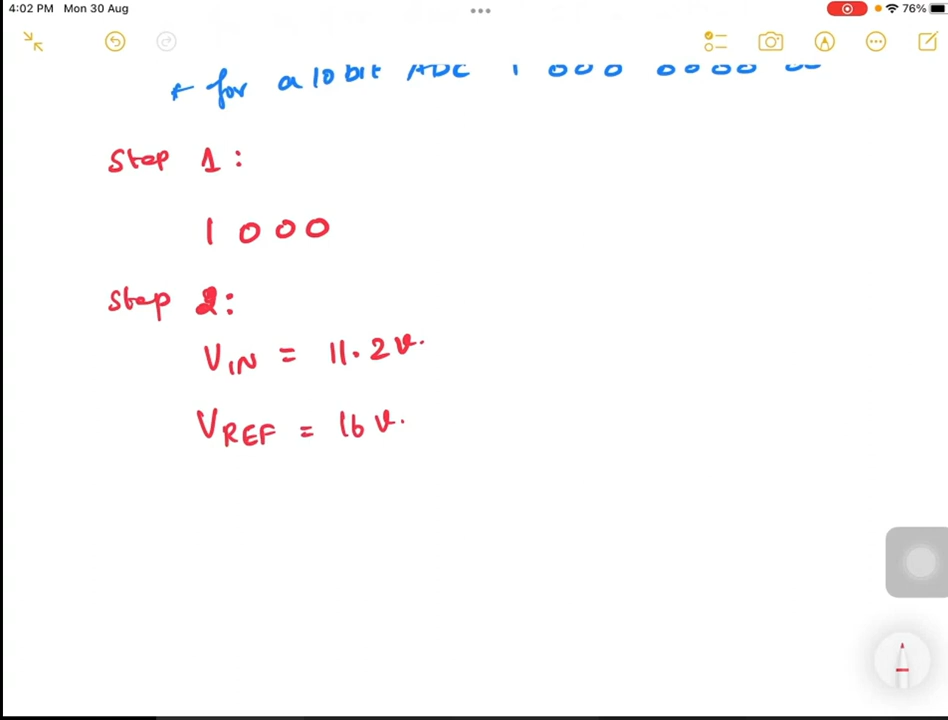 4:02 PM Mon 30 Aug
76%
for a 10 bit ADC 1 000 0000 00
Step 1:
1 0 0 0
Step 2:
VIN = 11.2 v.
VREF = 16 v.